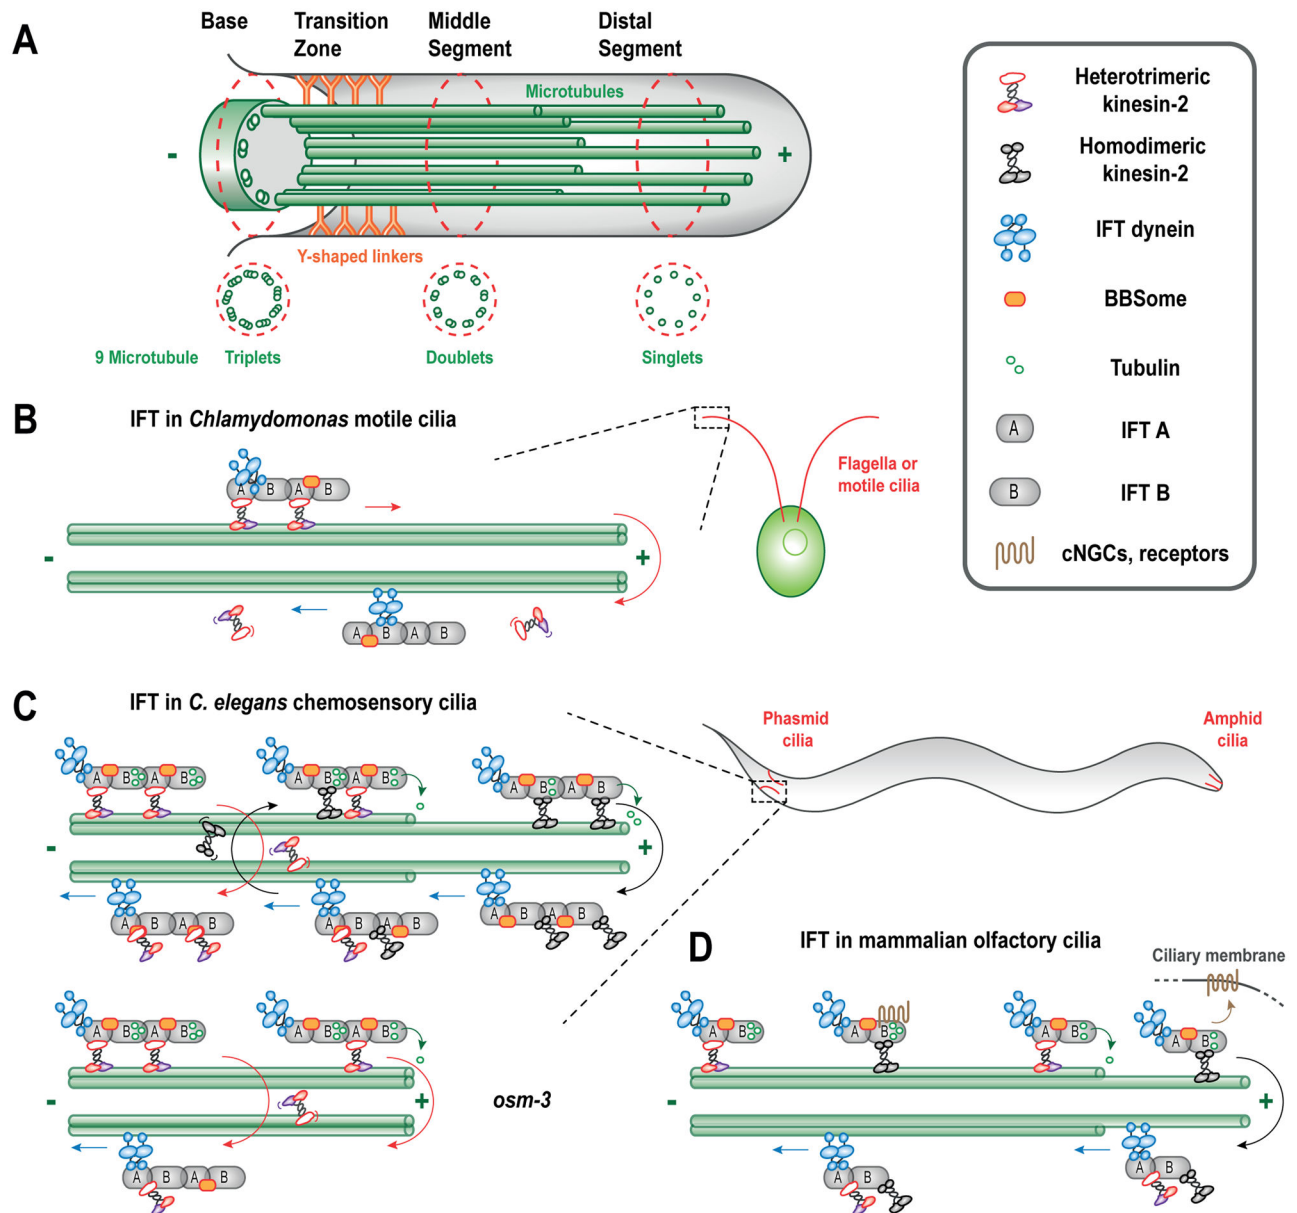 A
Base
Transition
Zone
Middle
Segment
Distal
Segment
Microtubules
-
+
Y-shaped linkers
9 Microtubule
Triplets
Doublets
Singlets
Heterotrimeric
kinesin-2
Homodimeric
kinesin-2
IFT dynein
BBSome
Tubulin
A
IFT A
B
IFT B
cNGCs, receptors
B
IFT in Chlamydomonas motile cilia
A B A B
-
+
A B A B
Flagella or
motile cilia
C
IFT in C. elegans chemosensory cilia
A B A B
A B A B
A B A B
-
+
A B A B
A B A B
A B A B
Phasmid
cilia
Amphid
cilia
A B A B
A B A B
-
+
osm-3
A B A B
D
IFT in mammalian olfactory cilia
Ciliary membrane
A B
A B
A B
A B
-
+
A B
A B